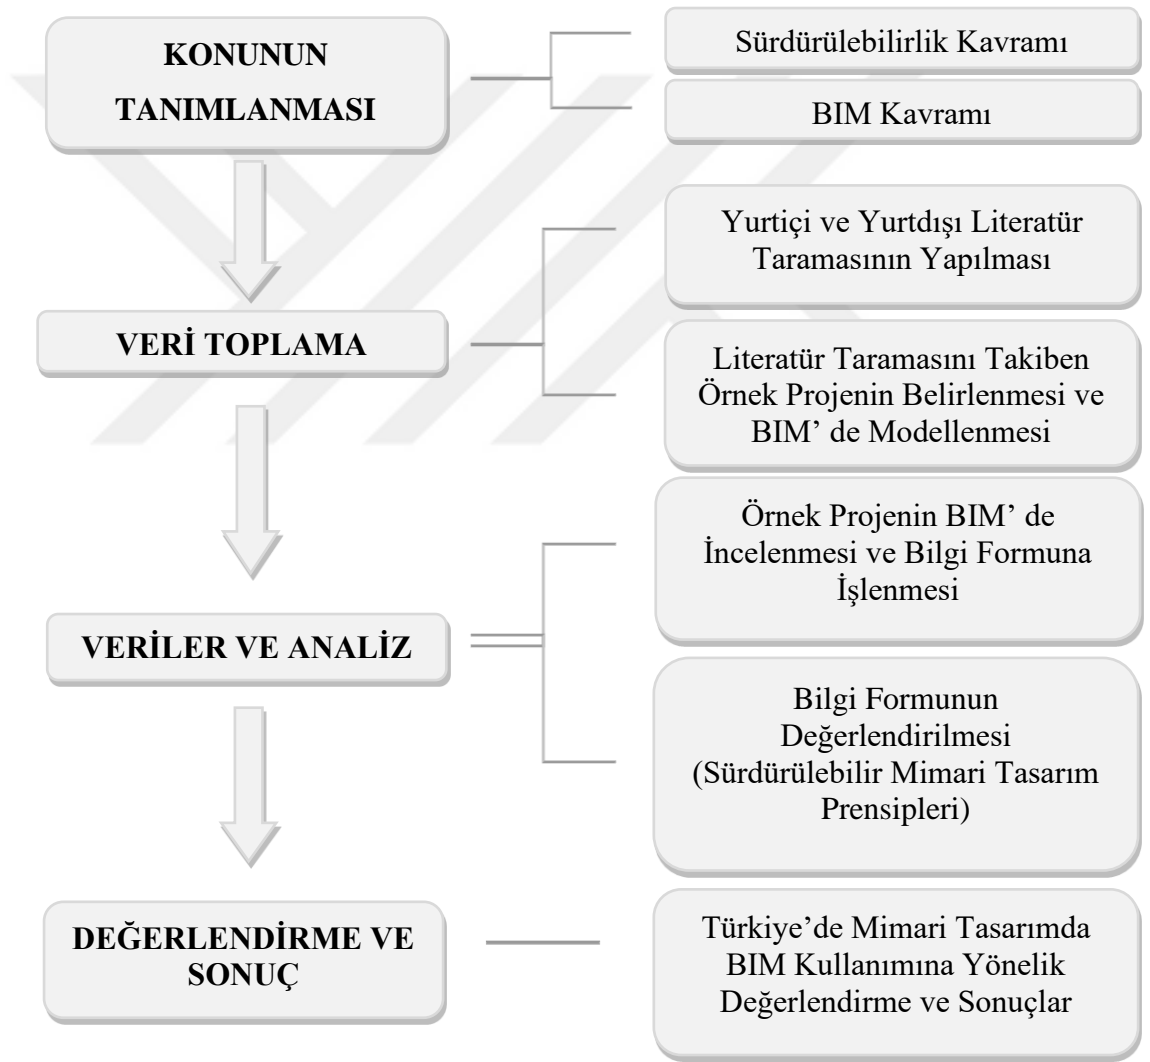 KONUNUN
TANIMLANMASI
Sürdürülebilirlik Kavramı
BIM Kavramı
VERİ TOPLAMA
Yurtiçi ve Yurtdışı Literatür
Taramasının Yapılması
Literatür Taramasını Takiben
Örnek Projenin Belirlenmesi ve
BIM’ de Modellenmesi
VERİLER VE ANALİZ
Örnek Projenin BIM’ de
İncelenmesi ve Bilgi Formuna
İşlenmesi
Bilgi Formunun
Değerlendirilmesi
(Sürdürülebilir Mimari Tasarım
Prensipleri)
DEĞERLENDİRME VE
SONUÇ
Türkiye’de Mimari Tasarımda
BIM Kullanımına Yönelik
Değerlendirme ve Sonuçlar